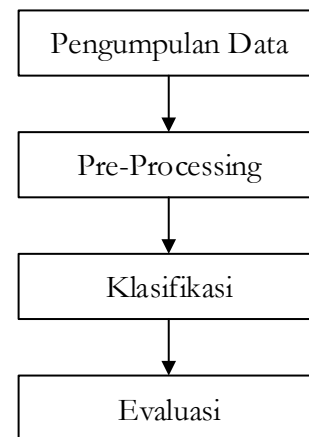 Pengumpulan Data
Pre-Processing
Klasifikasi
Evaluasi